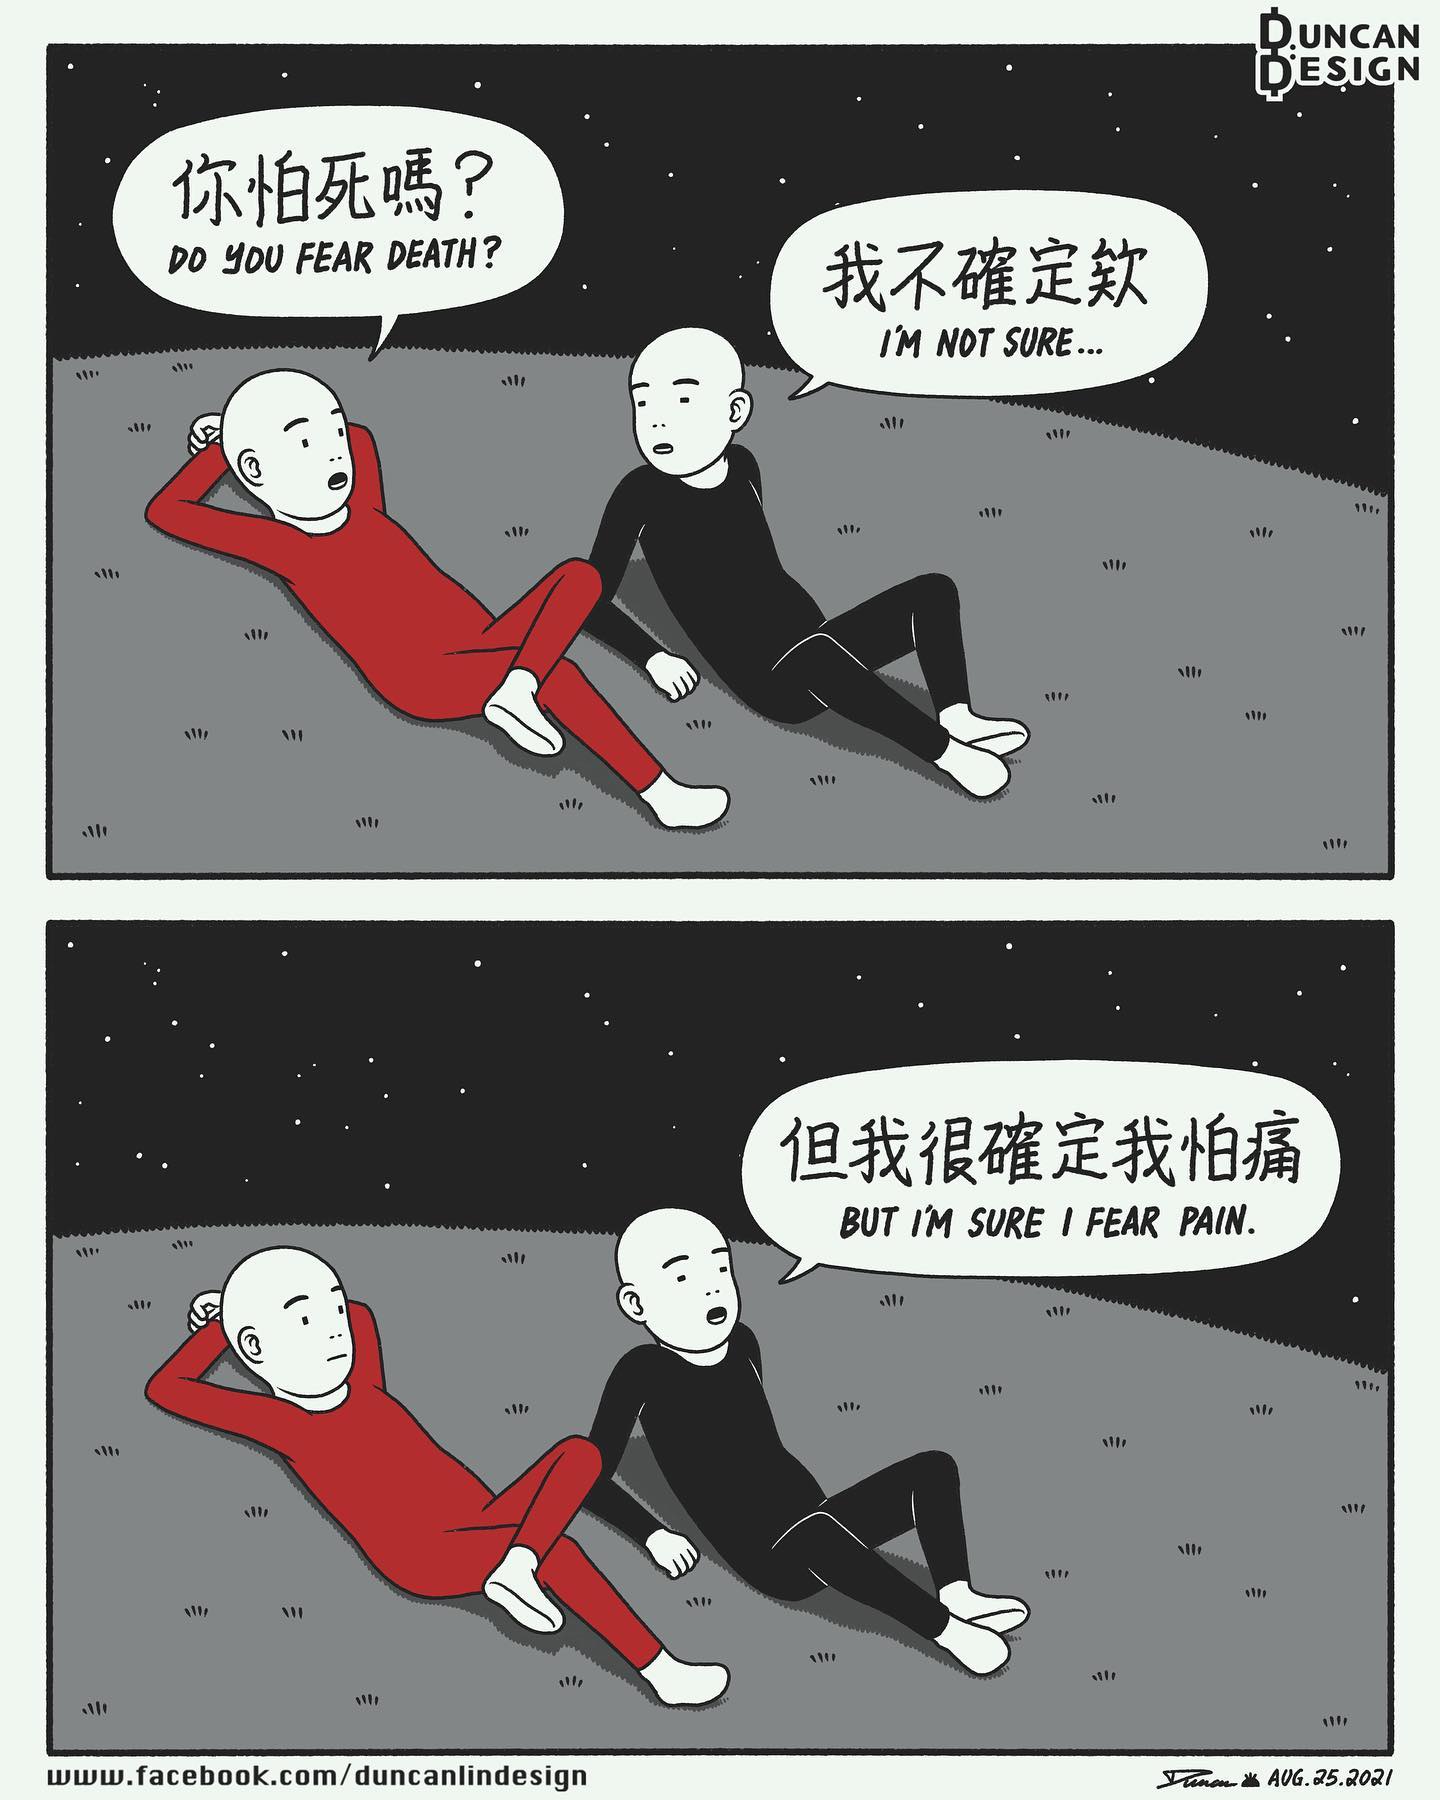 DUNCAN
DESIGN
你怕死嗎？
DO YOU FEAR DEATH?
我不確定欸
I'M NOT SURE...
但我很確定我怕痛
BUT I'M SURE I FEAR PAIN.
www.facebook.com/duncanlindesign
Duncan AUG.25.2021